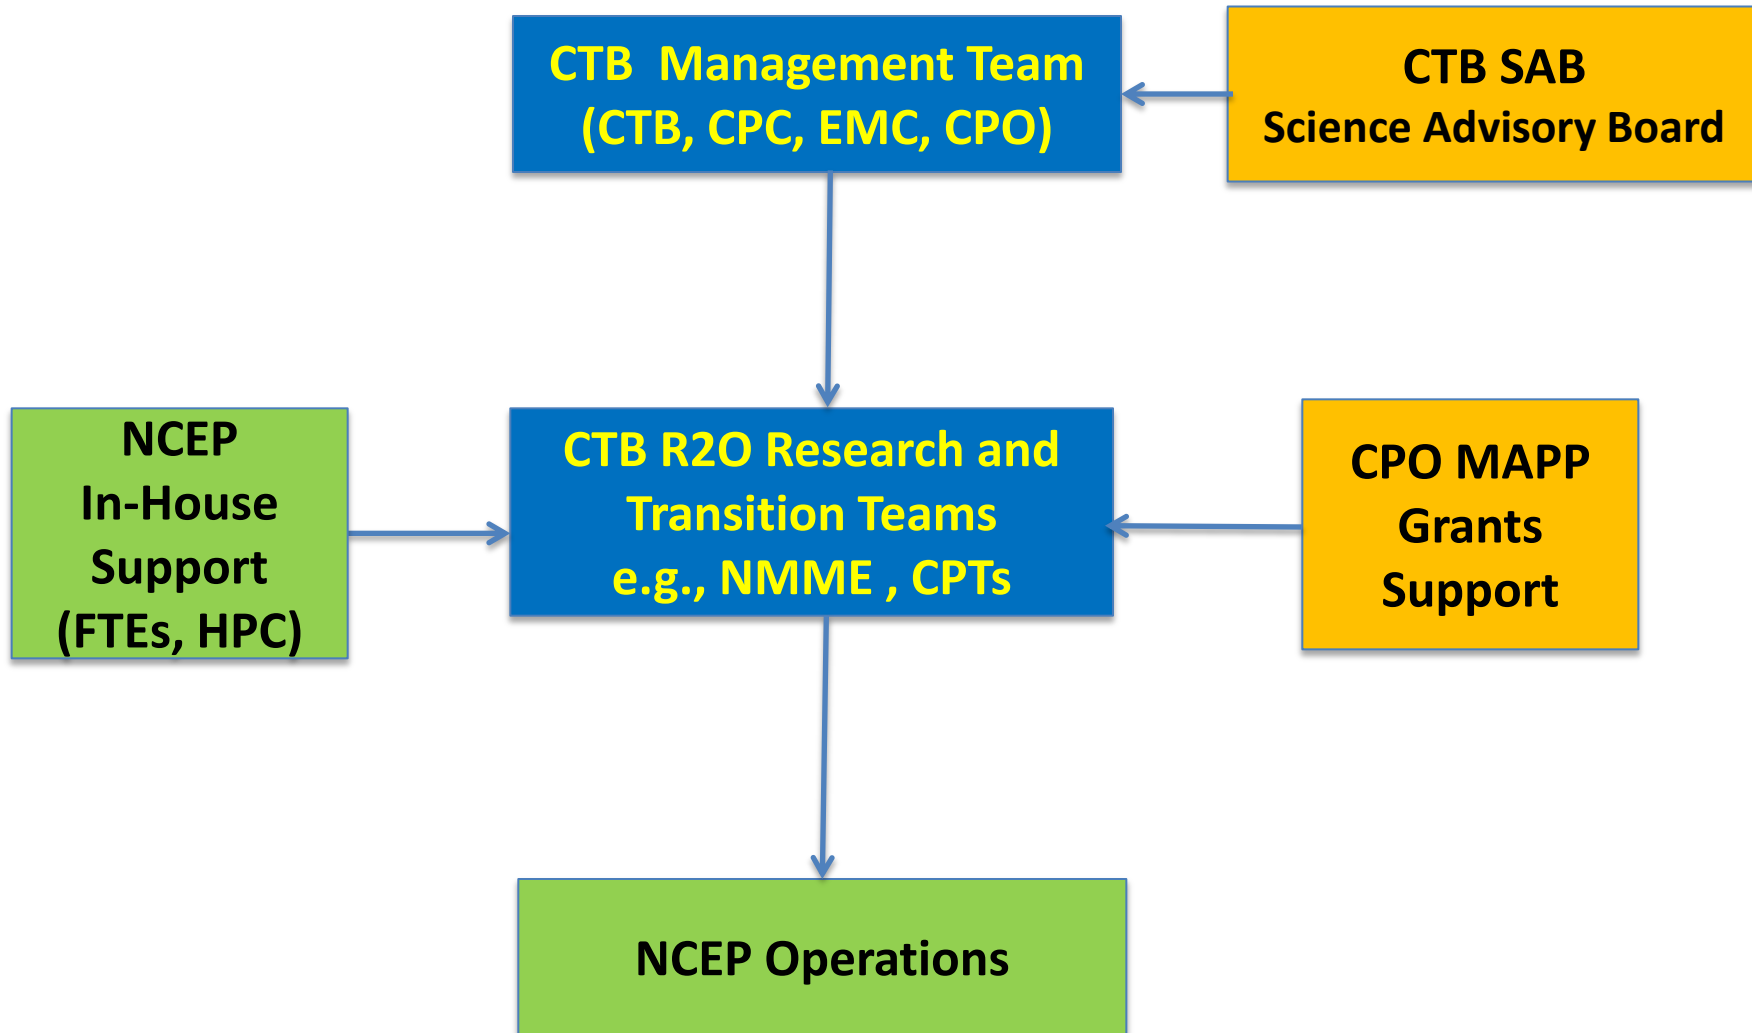 CTB  Management Team
(CTB, CPC, EMC, CPO)
CTB SAB
Science Advisory Board
NCEP
In-House
Support
(FTEs, HPC)
CTB R2O Research and
Transition Teams
e.g., NMME , CPTs
CPO MAPP
Grants
Support
NCEP Operations